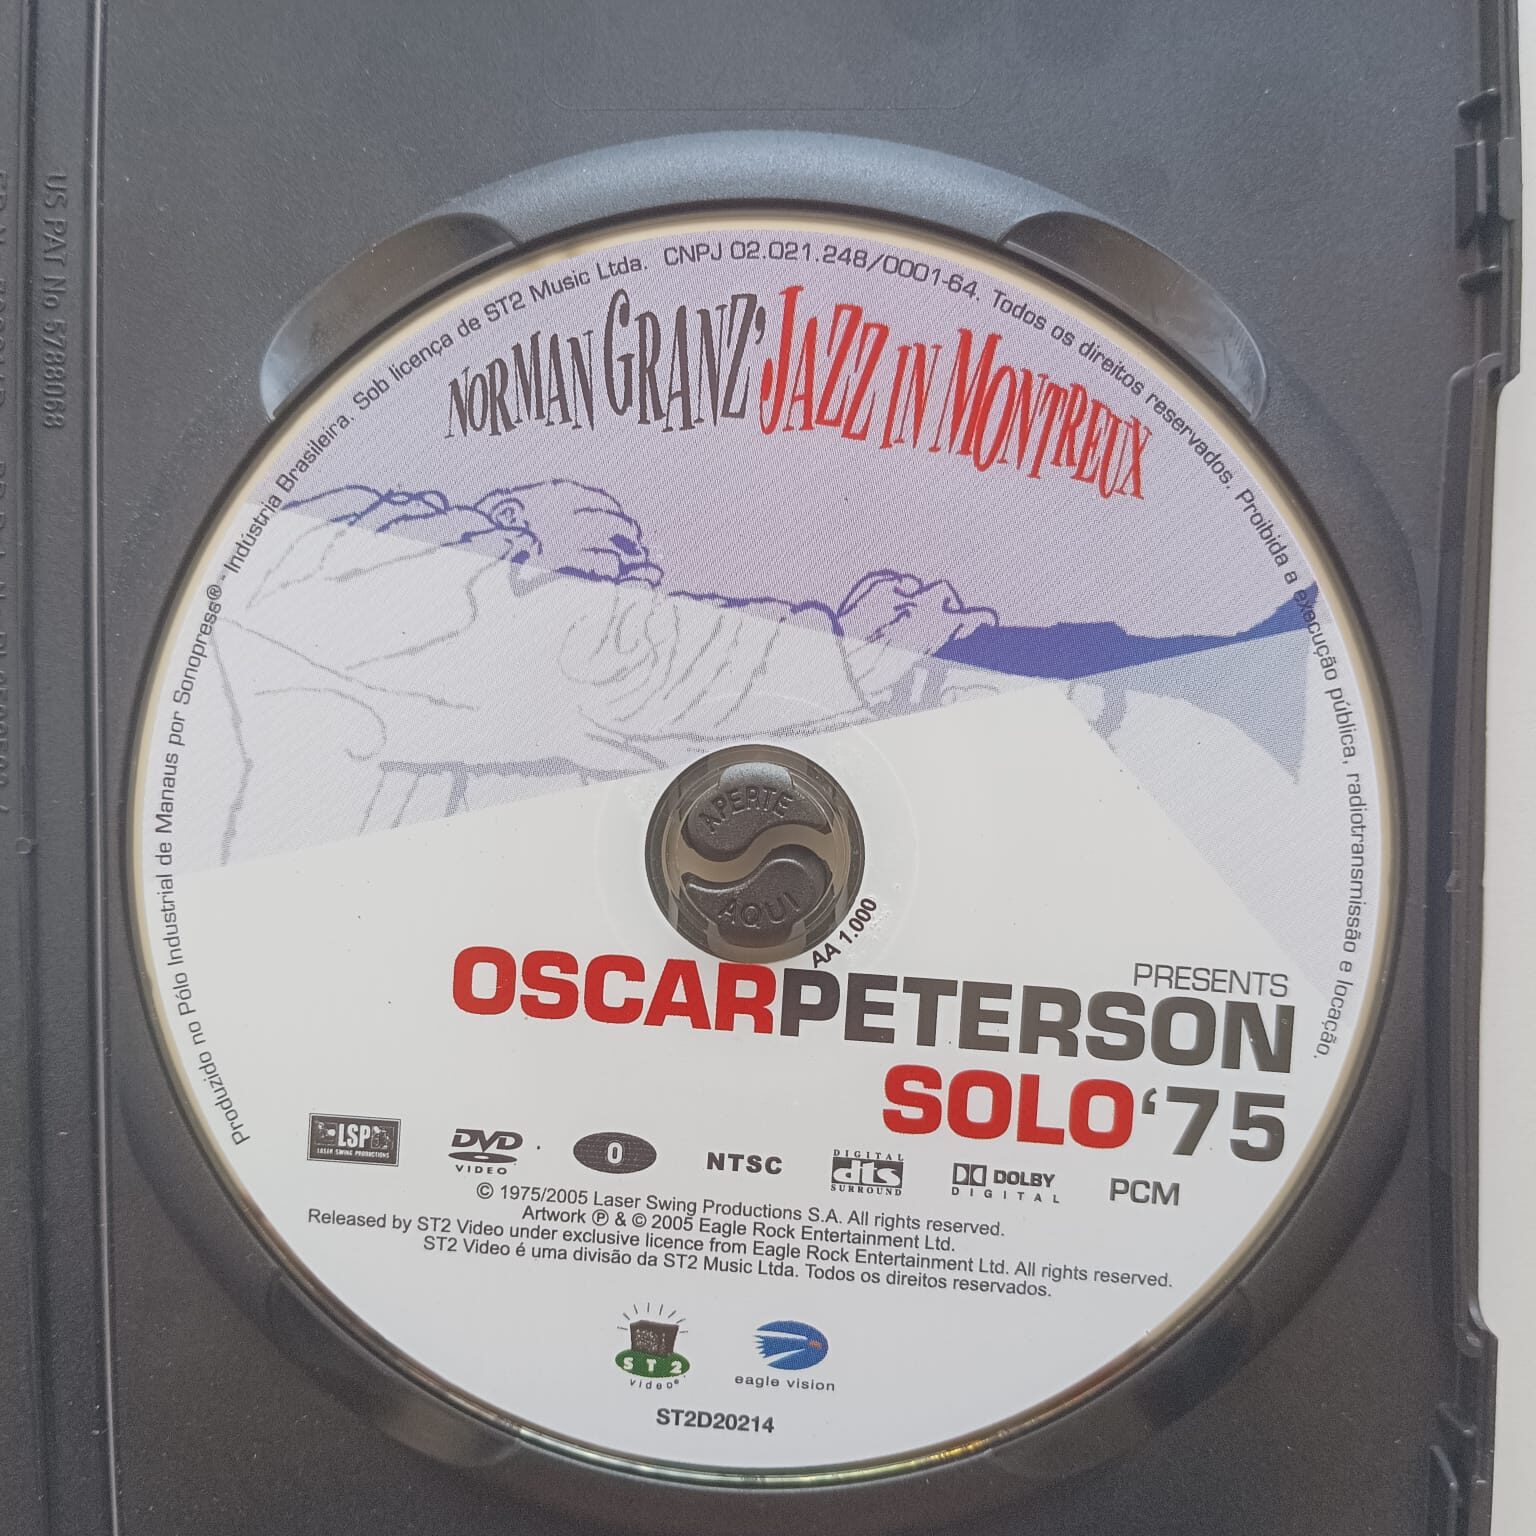 US PAT No 5788068
Produzido no Pólo Industrial de Manaus por Sonopress® - Indústria Brasileira. Sob licença de ST2 Music Ltda. CNPJ 02.021.248/0001-64. Todos os direitos reservados. Proibida a execução pública, radiotransmissão e locação.
NORMAN GRANZ' JAZZ IN MONTREUX
APERTE
AQUI
AA 1.000
PRESENTS
OSCARPETERSON
SOLO'75
LSP
LASER SWING PRODUCTIONS
DVD
VIDEO
0
NTSC
DIGITAL
dts
SURROUND
DOLBY
DIGITAL
PCM
© 1975/2005 Laser Swing Productions S.A. All rights reserved.
Artwork ℗ & © 2005 Eagle Rock Entertainment Ltd.
Released by ST2 Video under exclusive licence from Eagle Rock Entertainment Ltd. All rights reserved.
ST2 Video é uma divisão da ST2 Music Ltda. Todos os direitos reservados.
ST2
video®
eagle vision
ST2D20214